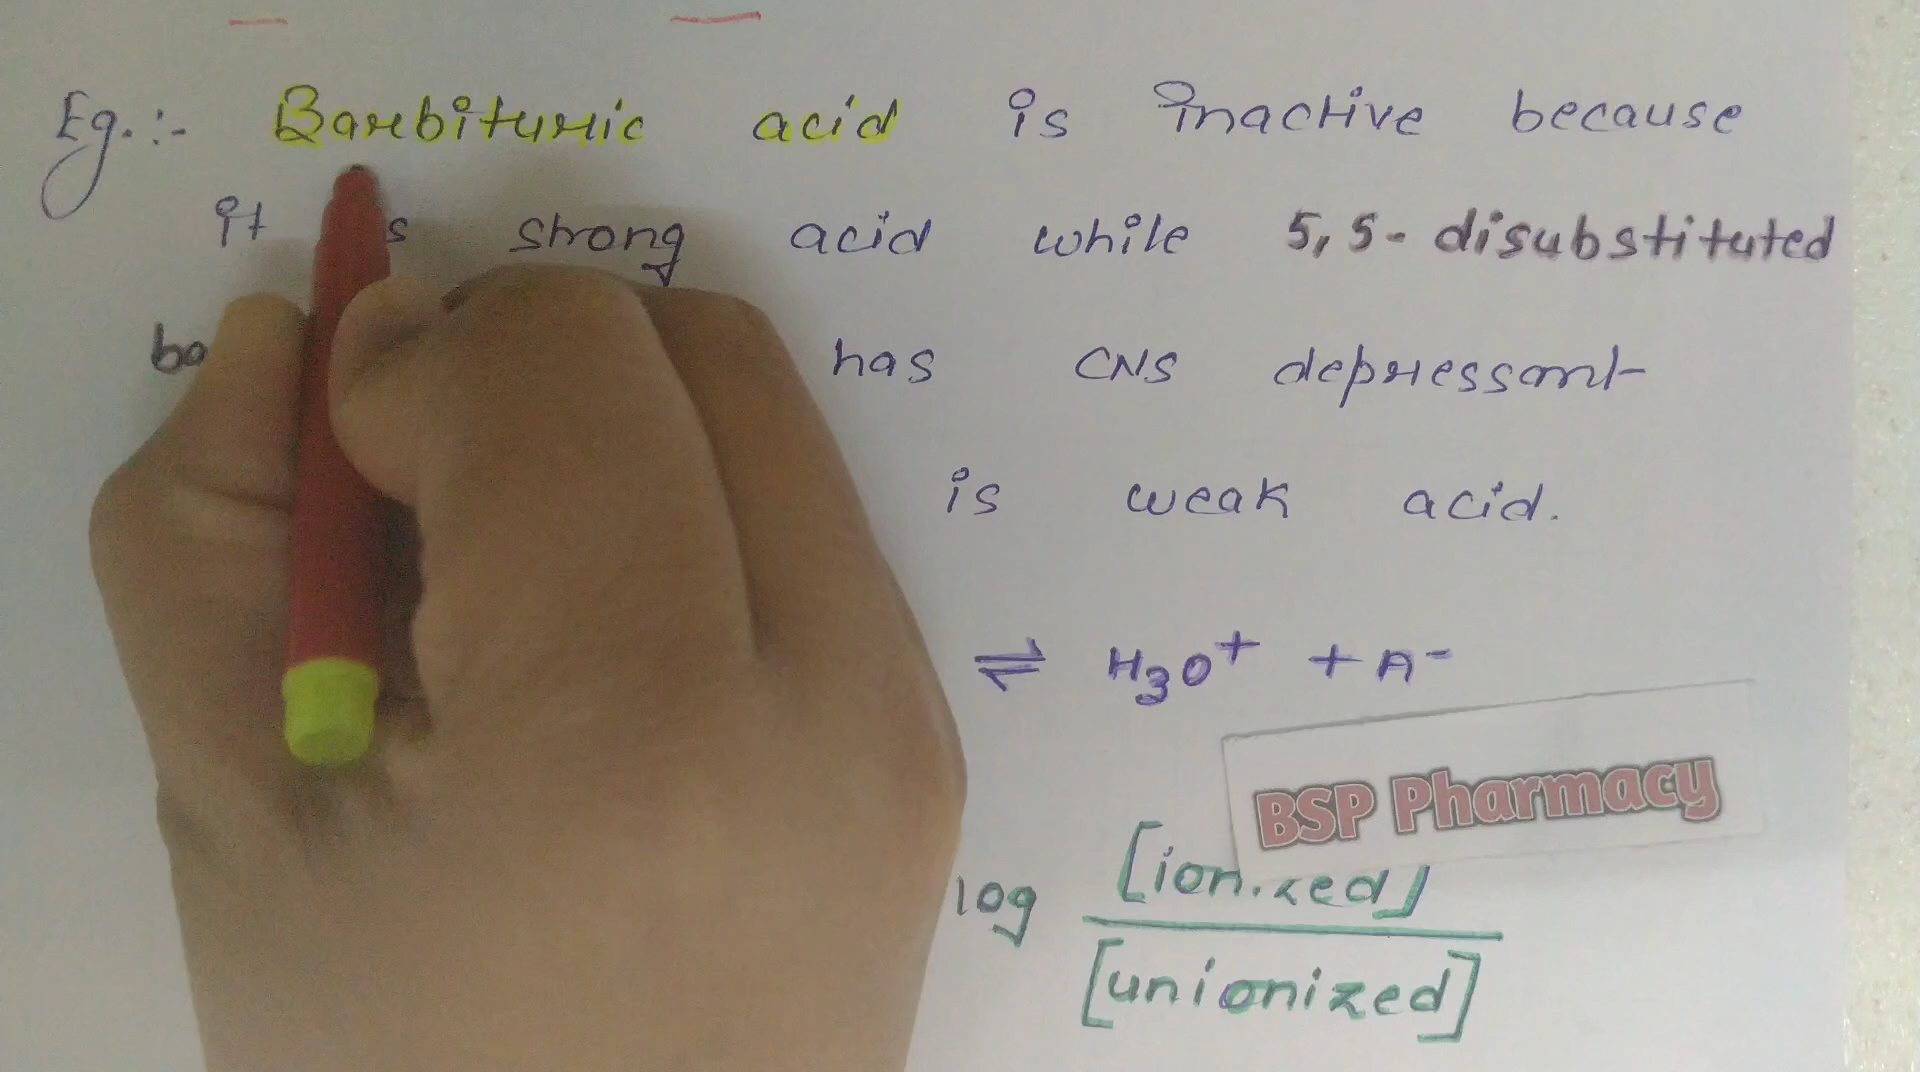 Eg.:- Barbituric acid is inactive because
it strong acid while 5,5- disubstituted
has CNS depressant
is weak acid.
⇌ H3O+ + A-
BSP Pharmacy
log [ionized]
[unionized]